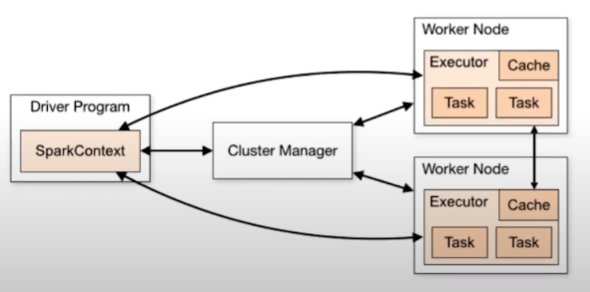 Driver Program
SparkContext
Cluster Manager
Worker Node
Executor
Cache
Task
Task
Worker Node
Executor
Cache
Task
Task